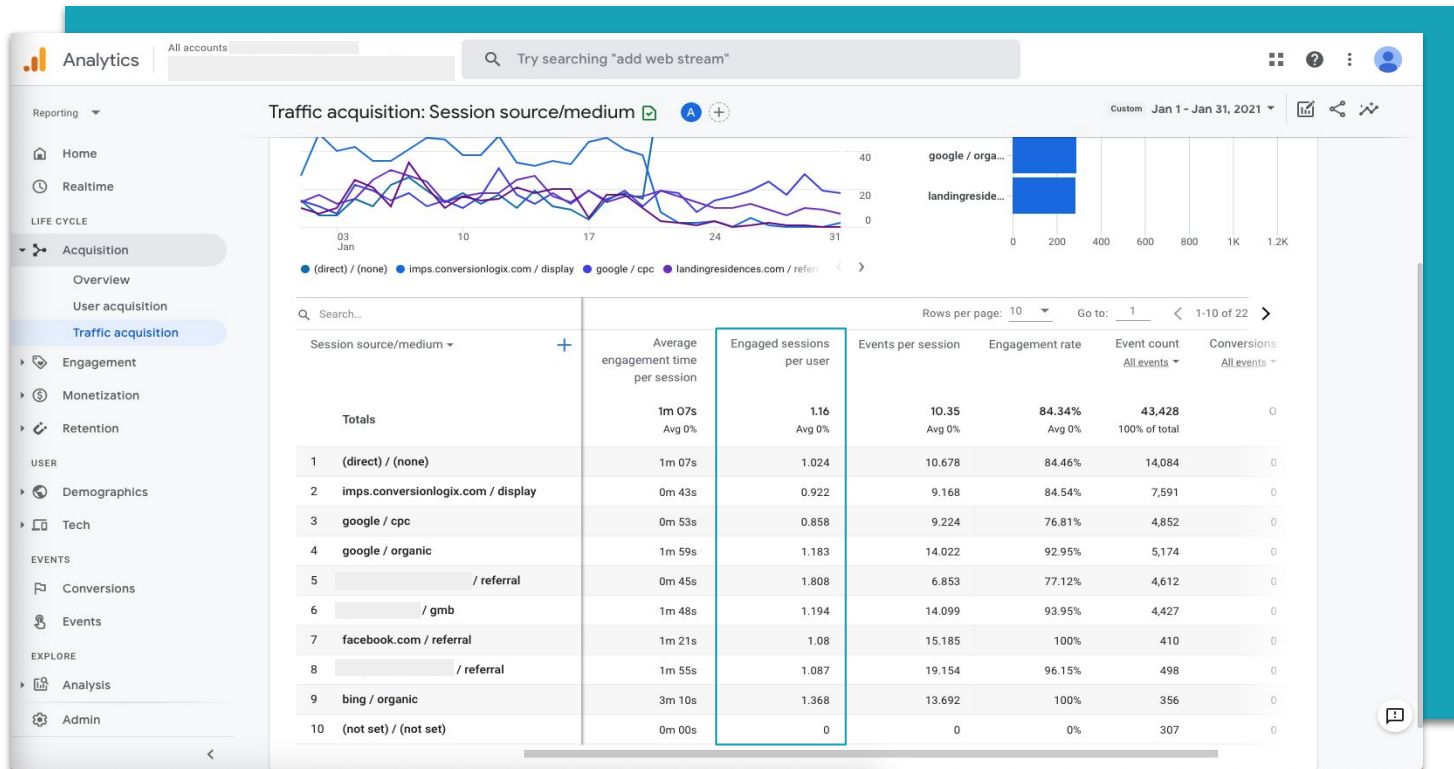 Analytics
All accounts
Try searching "add web stream"
Reporting
Traffic acquisition: Session source/medium
A
Custom Jan 1 - Jan 31, 2021
Home
Realtime
LIFE CYCLE
Acquisition
Overview
User acquisition
Traffic acquisition
Engagement
Monetization
Retention
USER
Demographics
Tech
EVENTS
Conversions
Events
EXPLORE
Analysis
Admin
40
20
0
03 10 17 24 31
Jan
(direct) / (none) imps.conversionlogix.com / display google / cpc landingresidences.com / referr
google / orga...
landingreside...
0 200 400 600 800 1K 1.2K
Search...
Rows per page: 10 Go to: 1 1-10 of 22
Session source/medium
Average
engagement time
per session
Engaged sessions
per user
Events per session
Engagement rate
Event count
All events
Conversions
All events
Totals 1m 07s 1.16 10.35 84.34% 43,428 0
Avg 0% Avg 0% Avg 0% Avg 0% 100% of total
1 (direct) / (none) 1m 07s 1.024 10.678 84.46% 14,084 0
2 imps.conversionlogix.com / display 0m 43s 0.922 9.168 84.54% 7,591 0
3 google / cpc 0m 53s 0.858 9.224 76.81% 4,852 0
4 google / organic 1m 59s 1.183 14.022 92.95% 5,174 0
5 / referral 0m 45s 1.808 6.853 77.12% 4,612 0
6 / gmb 1m 48s 1.194 14.099 93.95% 4,427 0
7 facebook.com / referral 1m 21s 1.08 15.185 100% 410 0
8 / referral 1m 55s 1.087 19.154 96.15% 498 0
9 bing / organic 3m 10s 1.368 13.692 100% 356 0
10 (not set) / (not set) 0m 00s 0 0 0% 307 0